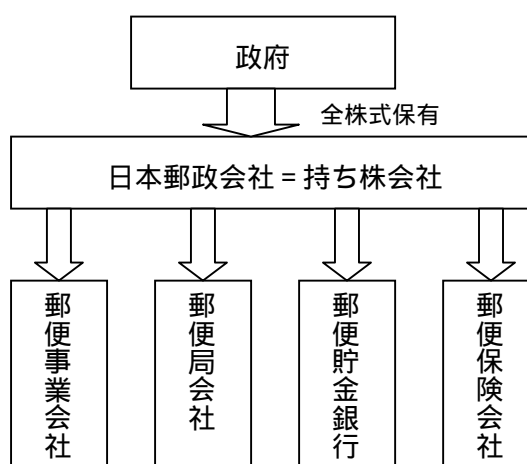 政府
全株式保有
日本郵政会社＝持ち株会社
郵便事業会社
郵便局会社
郵便貯金銀行
郵便保険会社